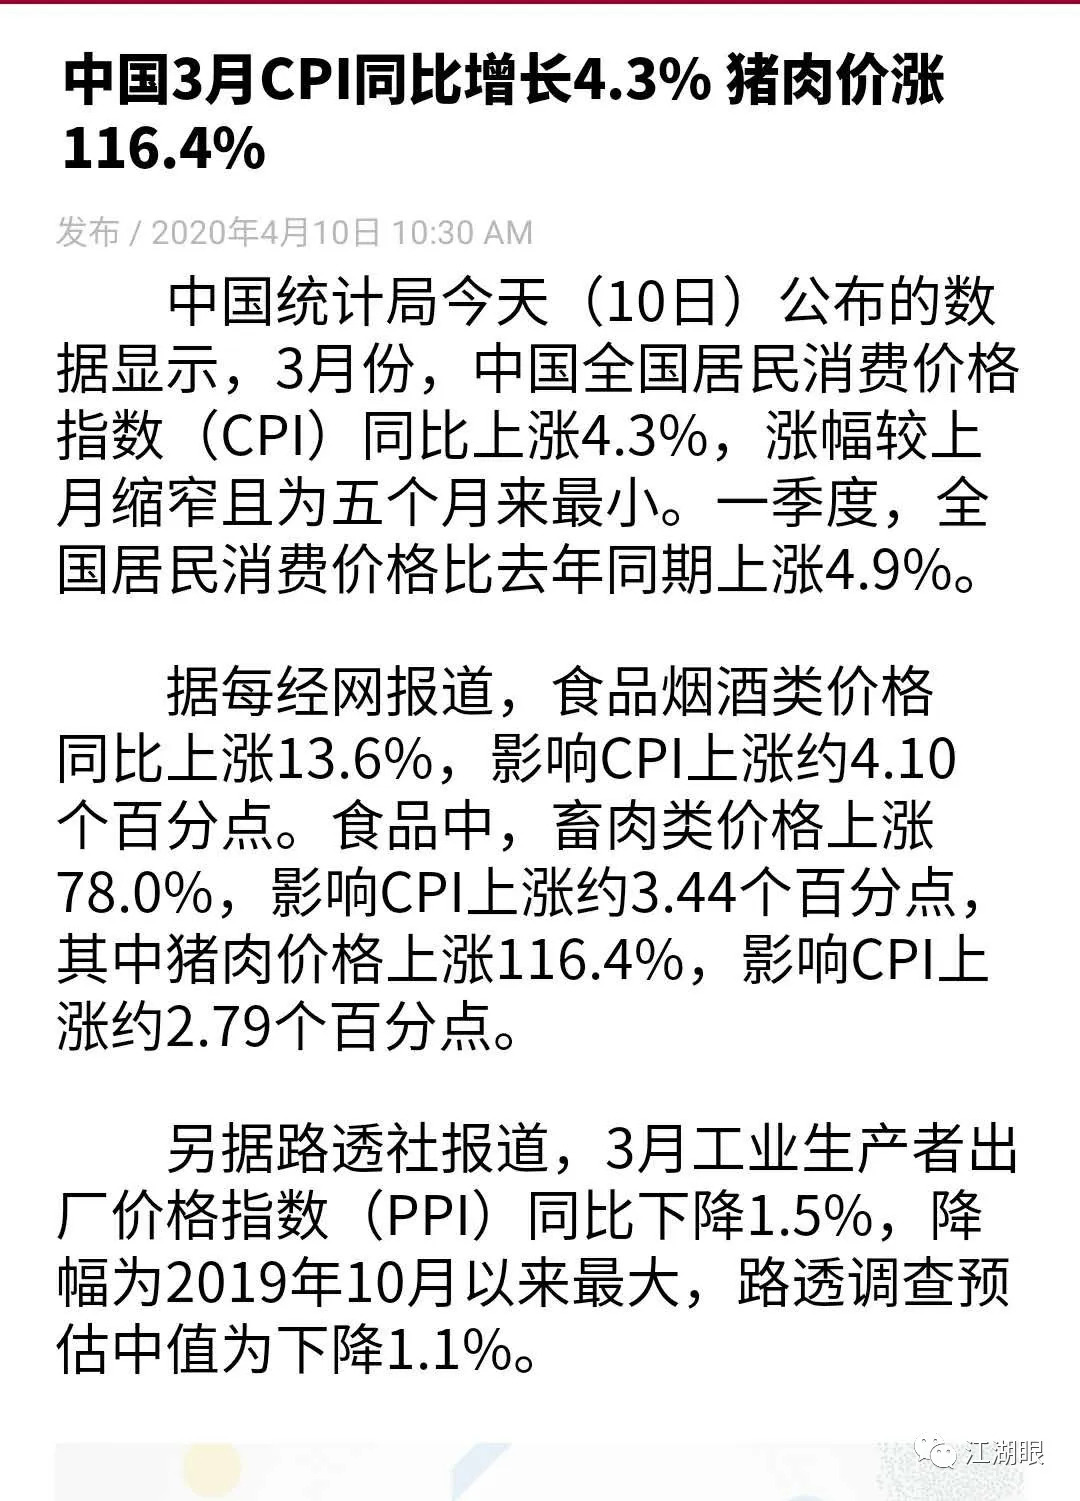 中国3月CPI同比增长4.3% 猪肉价涨
116.4%
发布 / 2020年4月10日 10:30 AM
中国统计局今天（10日）公布的数
据显示，3月份，中国全国居民消费价格
指数（CPI）同比上涨4.3%，涨幅较上
月缩窄且为五个月来最小。一季度，全
国居民消费价格比去年同期上涨4.9%。
据每经网报道，食品烟酒类价格
同比上涨13.6%，影响CPI上涨约4.10
个百分点。食品中，畜肉类价格上涨
78.0%，影响CPI上涨约3.44个百分点，
其中猪肉价格上涨116.4%，影响CPI上
涨约2.79个百分点。
另据路透社报道，3月工业生产者出
厂价格指数（PPI）同比下降1.5%，降
幅为2019年10月以来最大，路透调查预
估中值为下降1.1%。
江湖眼